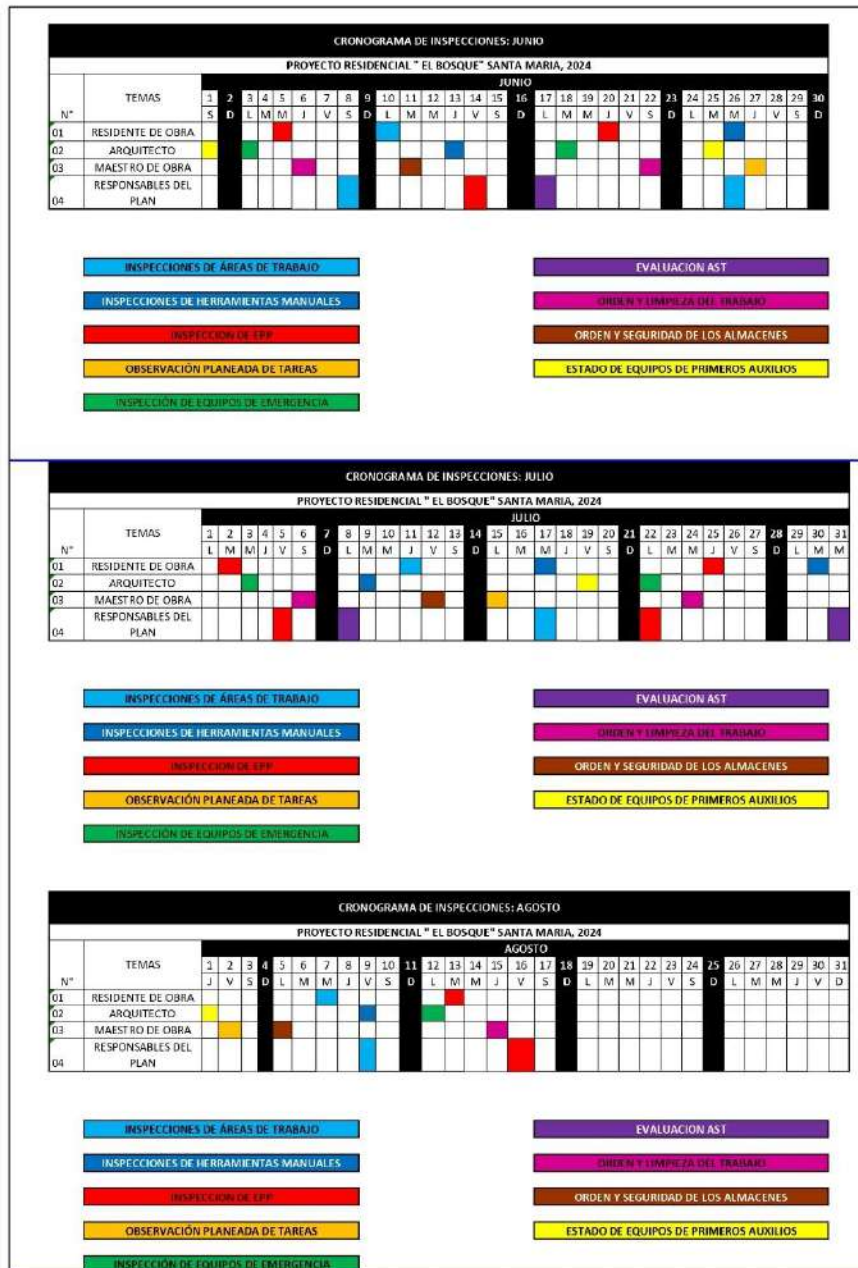 CRONOGRAMA DE INSPECCIONES: JUNIO
PROYECTO RESIDENCIAL " EL BOSQUE" SANTA MARIA, 2024
JUNIO
N° TEMAS 1 2 3 4 5 6 7 8 9 10 11 12 13 14 15 16 17 18 19 20 21 22 23 24 25 26 27 28 29 30
S D L M M J V S D L M M J V S D L M M J V S D L M M J V S D
01 RESIDENTE DE OBRA
02 ARQUITECTO
03 MAESTRO DE OBRA
04 RESPONSABLES DEL
PLAN
INSPECCIONES DE ÁREAS DE TRABAJO EVALUACION AST
INSPECCIONES DE HERRAMIENTAS MANUALES ORDEN Y LIMPIEZA DEL TRABAJO
INSPECCION DE EPP ORDEN Y SEGURIDAD DE LOS ALMACENES
OBSERVACIÓN PLANEADA DE TAREAS ESTADO DE EQUIPOS DE PRIMEROS AUXILIOS
INSPECCIÓN DE EQUIPOS DE EMERGENCIA
CRONOGRAMA DE INSPECCIONES: JULIO
PROYECTO RESIDENCIAL " EL BOSQUE" SANTA MARIA, 2024
JULIO
N° TEMAS 1 2 3 4 5 6 7 8 9 10 11 12 13 14 15 16 17 18 19 20 21 22 23 24 25 26 27 28 29 30 31
L M M J V S D L M M J V S D L M M J V S D L M M J V S D L M M
01 RESIDENTE DE OBRA
02 ARQUITECTO
03 MAESTRO DE OBRA
04 RESPONSABLES DEL
PLAN
INSPECCIONES DE ÁREAS DE TRABAJO EVALUACION AST
INSPECCIONES DE HERRAMIENTAS MANUALES ORDEN Y LIMPIEZA DEL TRABAJO
INSPECCION DE EPP ORDEN Y SEGURIDAD DE LOS ALMACENES
OBSERVACIÓN PLANEADA DE TAREAS ESTADO DE EQUIPOS DE PRIMEROS AUXILIOS
INSPECCIÓN DE EQUIPOS DE EMERGENCIA
CRONOGRAMA DE INSPECCIONES: AGOSTO
PROYECTO RESIDENCIAL " EL BOSQUE" SANTA MARIA, 2024
AGOSTO
N° TEMAS 1 2 3 4 5 6 7 8 9 10 11 12 13 14 15 16 17 18 19 20 21 22 23 24 25 26 27 28 29 30 31
J V S D L M M J V S D L M M J V S D L M M J V S D L M M J V D
01 RESIDENTE DE OBRA
02 ARQUITECTO
03 MAESTRO DE OBRA
04 RESPONSABLES DEL
PLAN
INSPECCIONES DE ÁREAS DE TRABAJO EVALUACION AST
INSPECCIONES DE HERRAMIENTAS MANUALES ORDEN Y LIMPIEZA DEL TRABAJO
INSPECCION DE EPP ORDEN Y SEGURIDAD DE LOS ALMACENES
OBSERVACIÓN PLANEADA DE TAREAS ESTADO DE EQUIPOS DE PRIMEROS AUXILIOS
INSPECCIÓN DE EQUIPOS DE EMERGENCIA